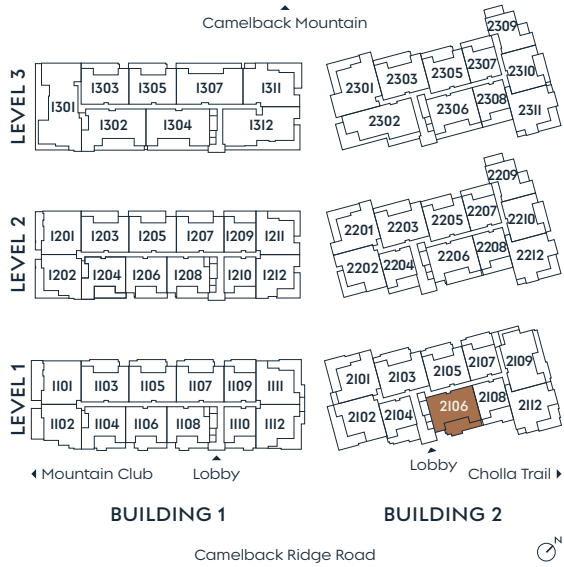 Camelback Mountain
LEVEL 3
1301 1303 1305 1307 1311
1302 1304 1312
2301 2303 2305 2307 2309 2310
2302 2306 2308 2311
LEVEL 2
1201 1203 1205 1207 1209 1211
1202 1204 1206 1208 1210 1212
2201 2203 2205 2207 2209 2210
2202 2204 2206 2208 2212
LEVEL 1
1101 1103 1105 1107 1109 1111
1102 1104 1106 1108 1110 1112
2101 2103 2105 2107 2109
2102 2104 2106 2108 2112
Mountain Club
Lobby
Lobby
Cholla Trail
BUILDING 1
BUILDING 2
Camelback Ridge Road
N